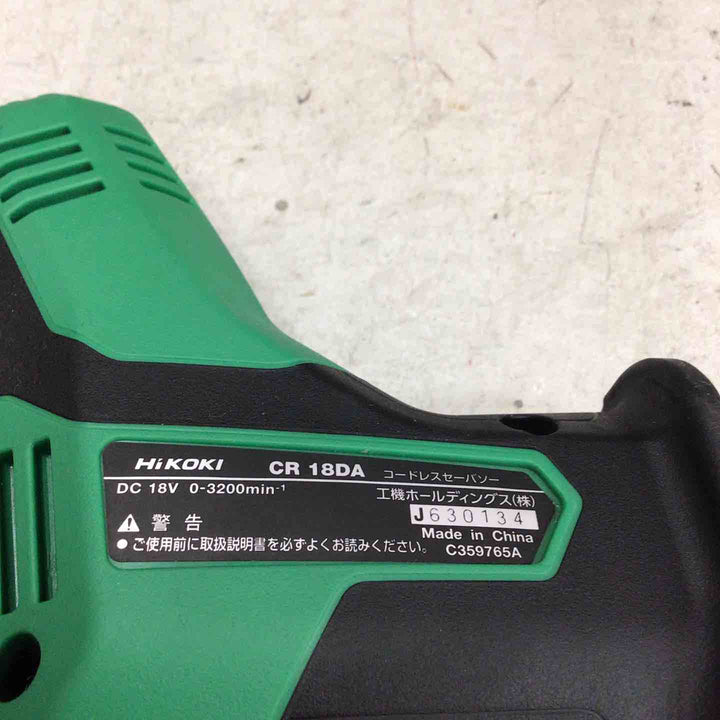 HiKOKI CR 18DA コードレスセーバソー
DC 18V 0-3200min⁻¹ 工機ホールディングス(株)
J630134
⚠ 警告 Made in China
● ご使用前に取扱説明書を必ずよくお読みください。 C359765A